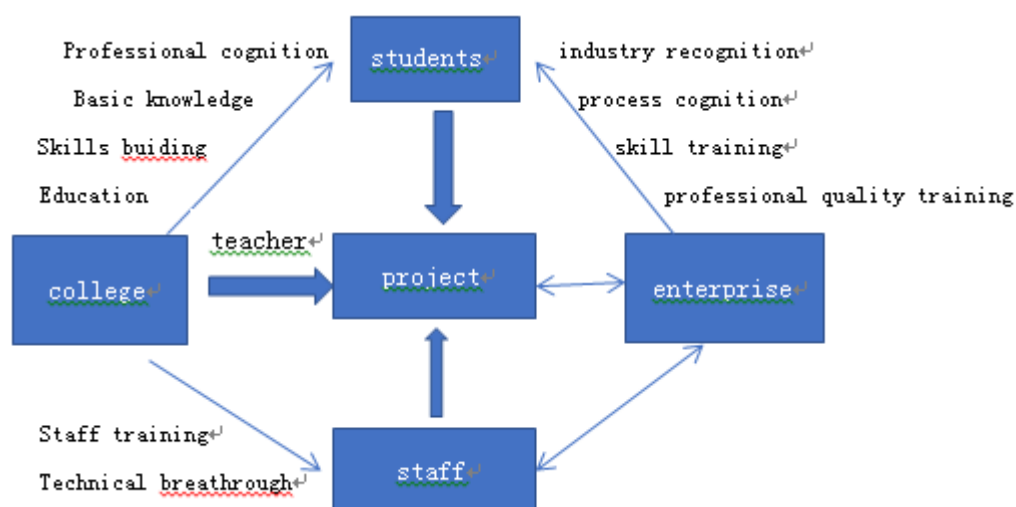 Professional cognition
students
industry recognition
Basic knowledge
process cognition
Skills buiding
skill training
Education
professional quality training
teacher
college
project
enterprise
Staff training
Technical breathrough
staff